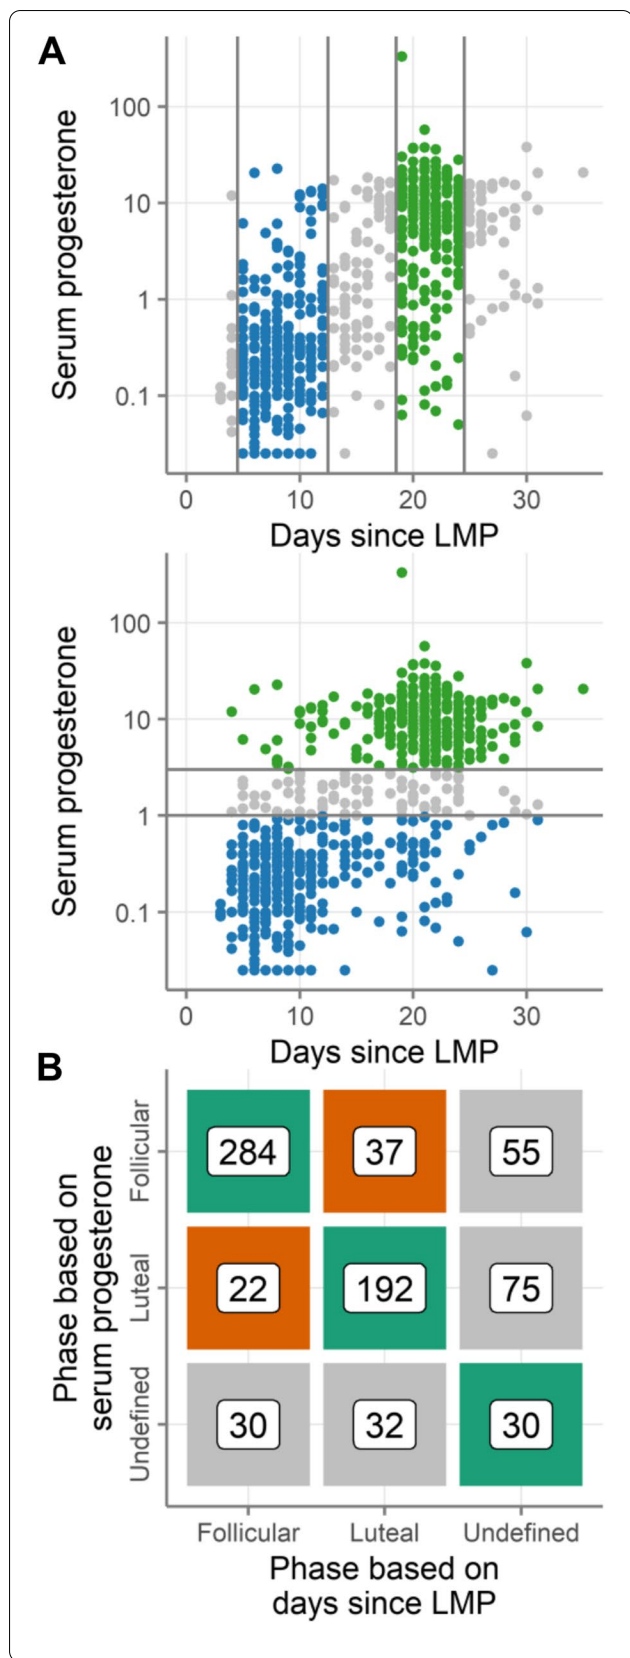 A
Serum progesterone
100
10
1
0.1
0 10 20 30
Days since LMP
Serum progesterone
100
10
1
0.1
0 10 20 30
Days since LMP
B
Phase based on
serum progesterone
Follicular
284 37 55
Luteal
22 192 75
Undefined
30 32 30
Follicular Luteal Undefined
Phase based on
days since LMP